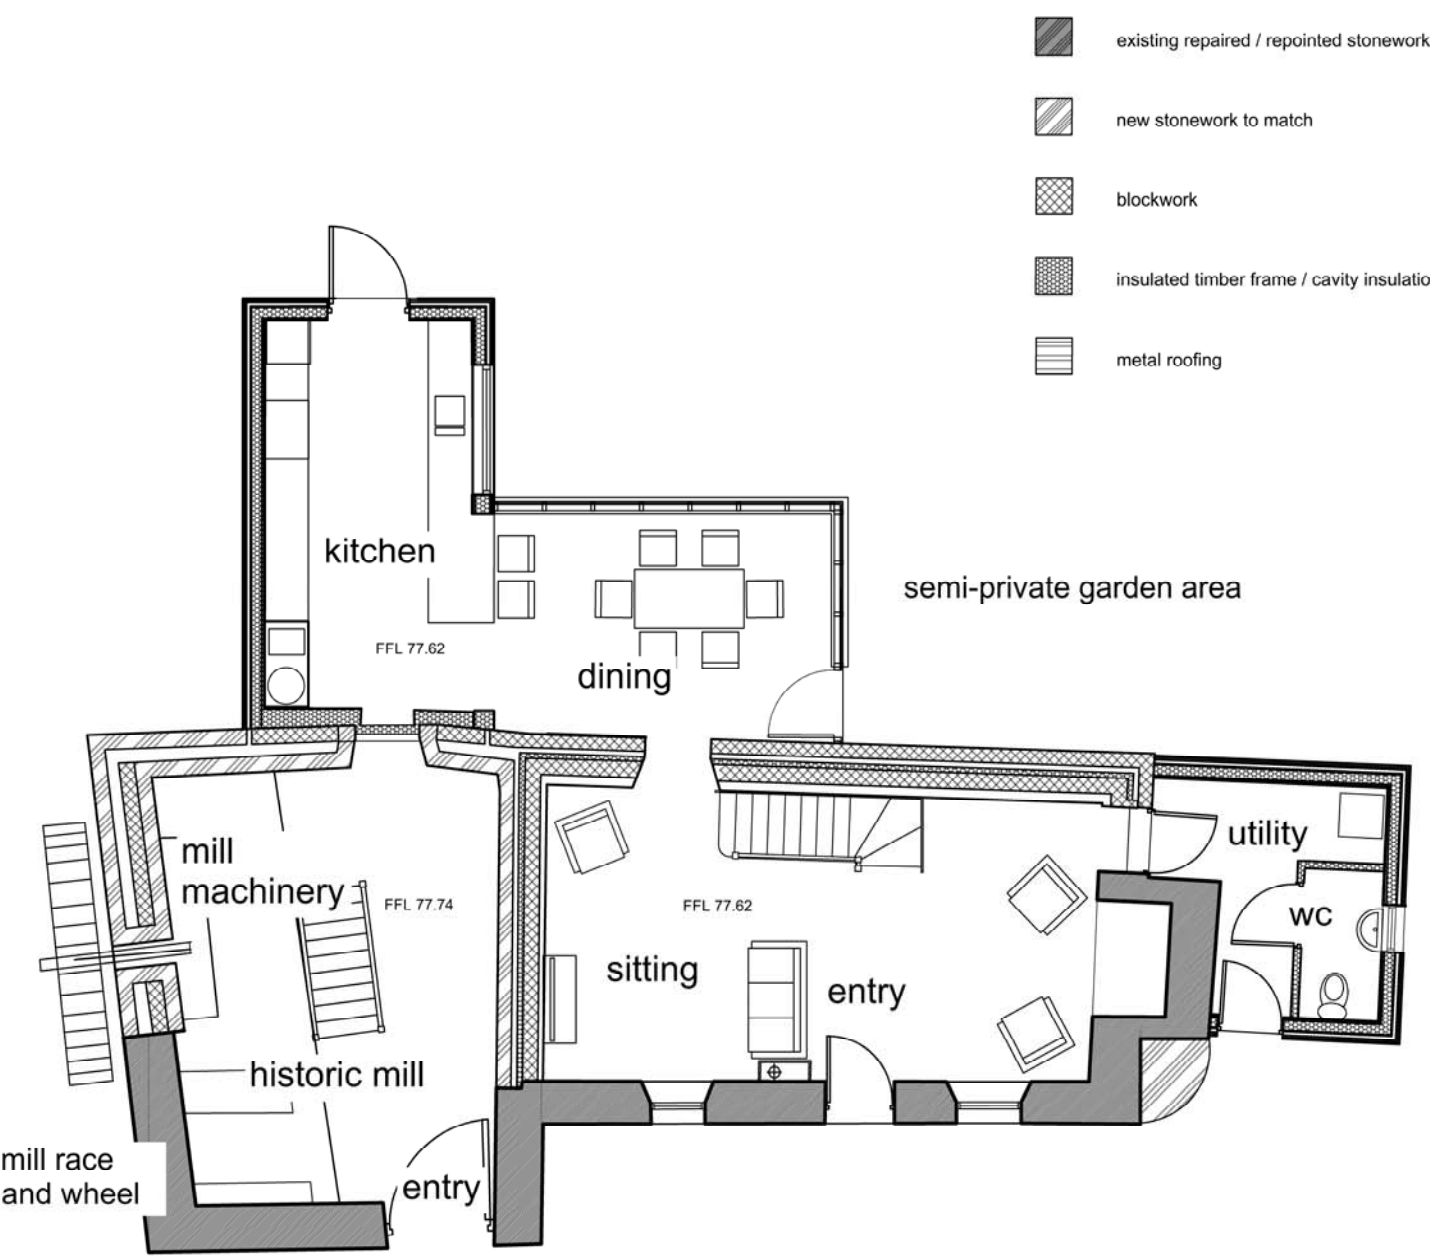 existing repaired / repointed stonework
new stonework to match
blockwork
insulated timber frame / cavity insulatio
metal roofing
kitchen
semi-private garden area
FFL 77.62
dining
utility
mill
machinery
FFL 77.74
FFL 77.62
wc
sitting
entry
historic mill
mill race
and wheel
entry